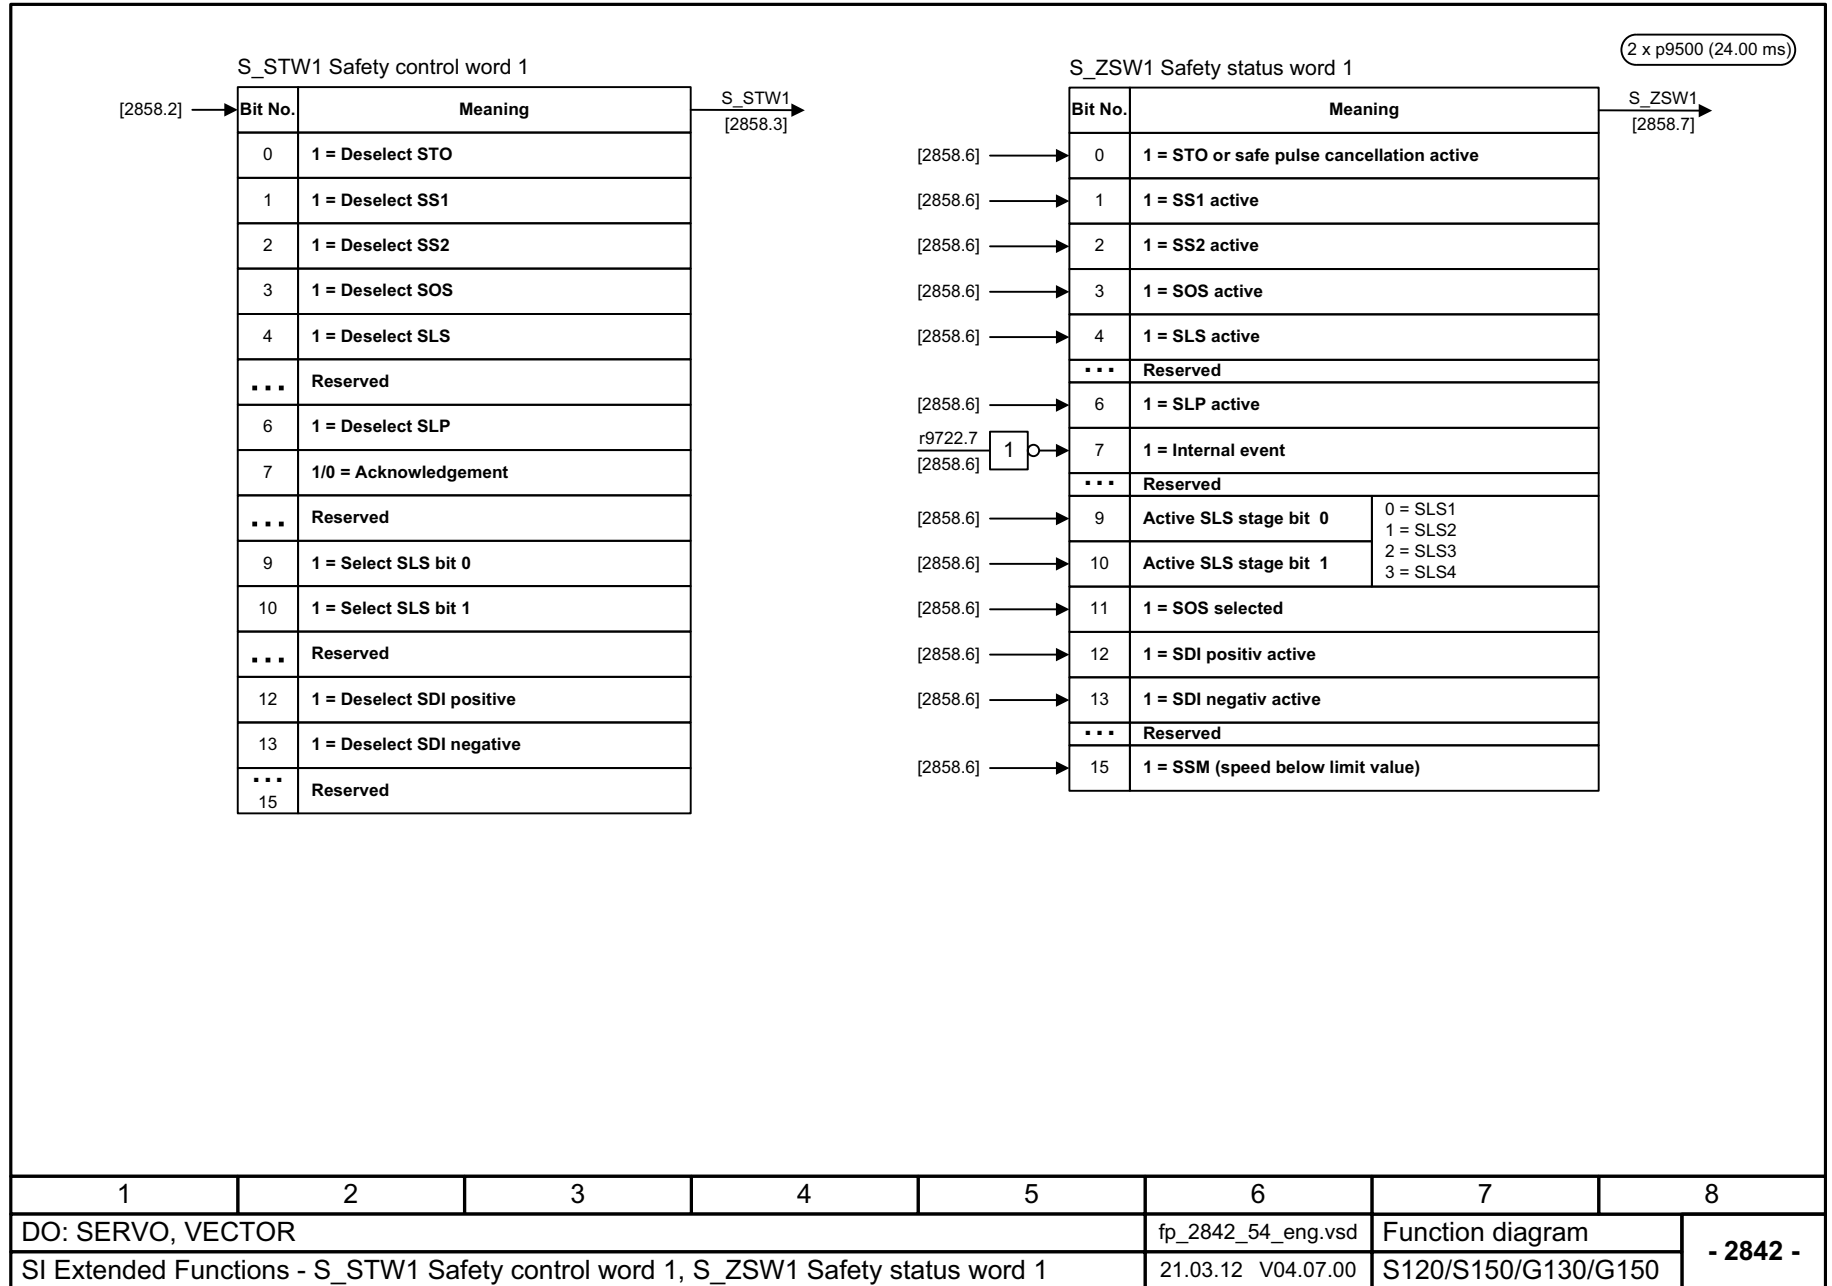 2 x p9500 (24.00 ms)
S_STW1 Safety control word 1
[2858.2] Bit No. Meaning S_STW1
[2858.3]
0 1 = Deselect STO
1 1 = Deselect SS1
2 1 = Deselect SS2
3 1 = Deselect SOS
4 1 = Deselect SLS
... Reserved
6 1 = Deselect SLP
7 1/0 = Acknowledgement
... Reserved
9 1 = Select SLS bit 0
10 1 = Select SLS bit 1
... Reserved
12 1 = Deselect SDI positive
13 1 = Deselect SDI negative
...
15 Reserved
S_ZSW1 Safety status word 1
Bit No. Meaning S_ZSW1
[2858.7]
[2858.6] 0 1 = STO or safe pulse cancellation active
[2858.6] 1 1 = SS1 active
[2858.6] 2 1 = SS2 active
[2858.6] 3 1 = SOS active
[2858.6] 4 1 = SLS active
... Reserved
[2858.6] 6 1 = SLP active
r9722.7
[2858.6] 1 7 1 = Internal event
... Reserved
[2858.6] 9 Active SLS stage bit 0
[2858.6] 10 Active SLS stage bit 1
0 = SLS1
1 = SLS2
2 = SLS3
3 = SLS4
[2858.6] 11 1 = SOS selected
[2858.6] 12 1 = SDI positiv active
[2858.6] 13 1 = SDI negativ active
... Reserved
[2858.6] 15 1 = SSM (speed below limit value)
1 2 3 4 5 6 7 8
DO: SERVO, VECTOR fp_2842_54_eng.vsd Function diagram
- 2842 -
SI Extended Functions - S_STW1 Safety control word 1, S_ZSW1 Safety status word 1 21.03.12 V04.07.00 S120/S150/G130/G150